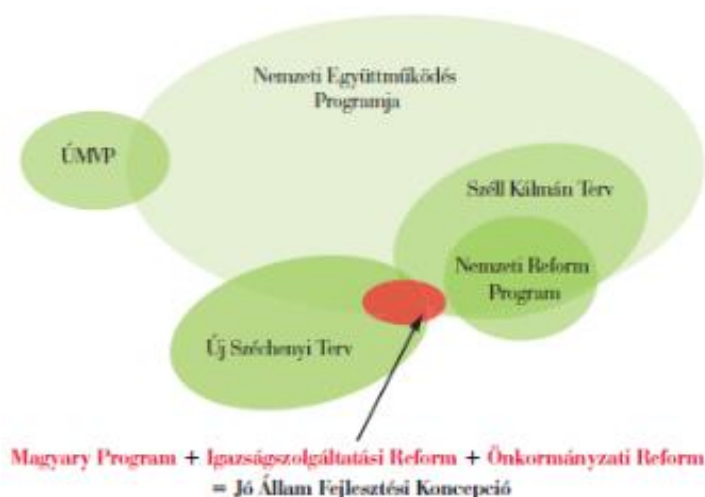 Nemzeti Együttműködés
Programja
ÚMVP
Széll Kálmán Terv
Nemzeti Reform
Program
Új Széchenyi Terv
Magyary Program + Igazságszolgáltatási Reform + Önkormányzati Reform
= Jó Állam Fejlesztési Koncepció